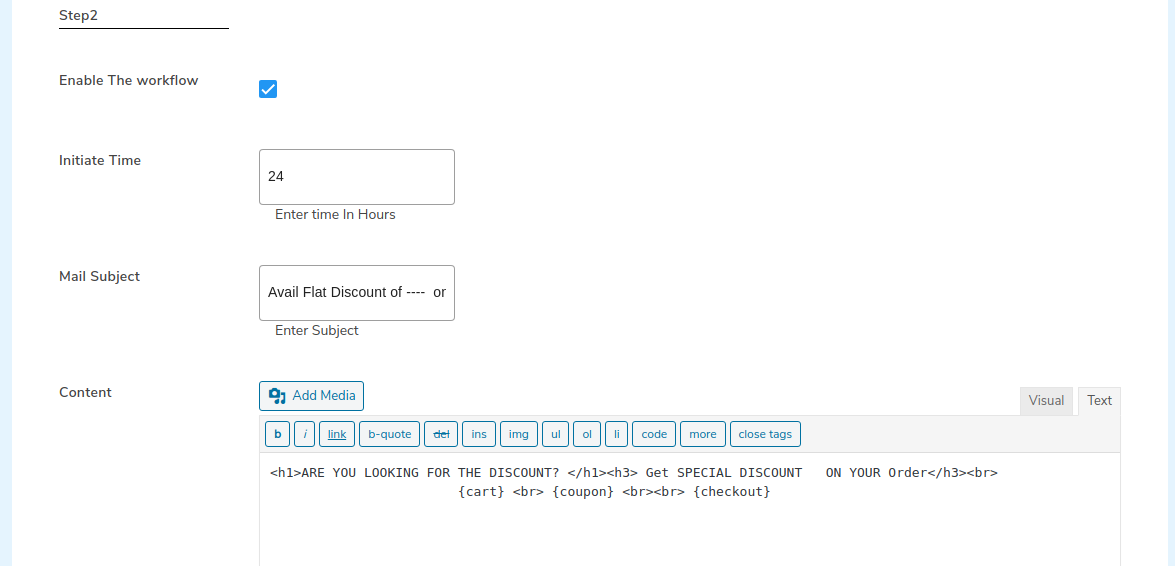 Step2
Enable The workflow
Initiate Time
24
Enter time In Hours
Mail Subject
Avail Flat Discount of ---- or
Enter Subject
Content
Add Media
Visual Text
b i link b-quote del ins img ul ol li code more close tags
<h1>ARE YOU LOOKING FOR THE DISCOUNT? </h1><h3> Get SPECIAL DISCOUNT   ON YOUR Order</h3><br>
{cart} <br> {coupon} <br><br> {checkout}